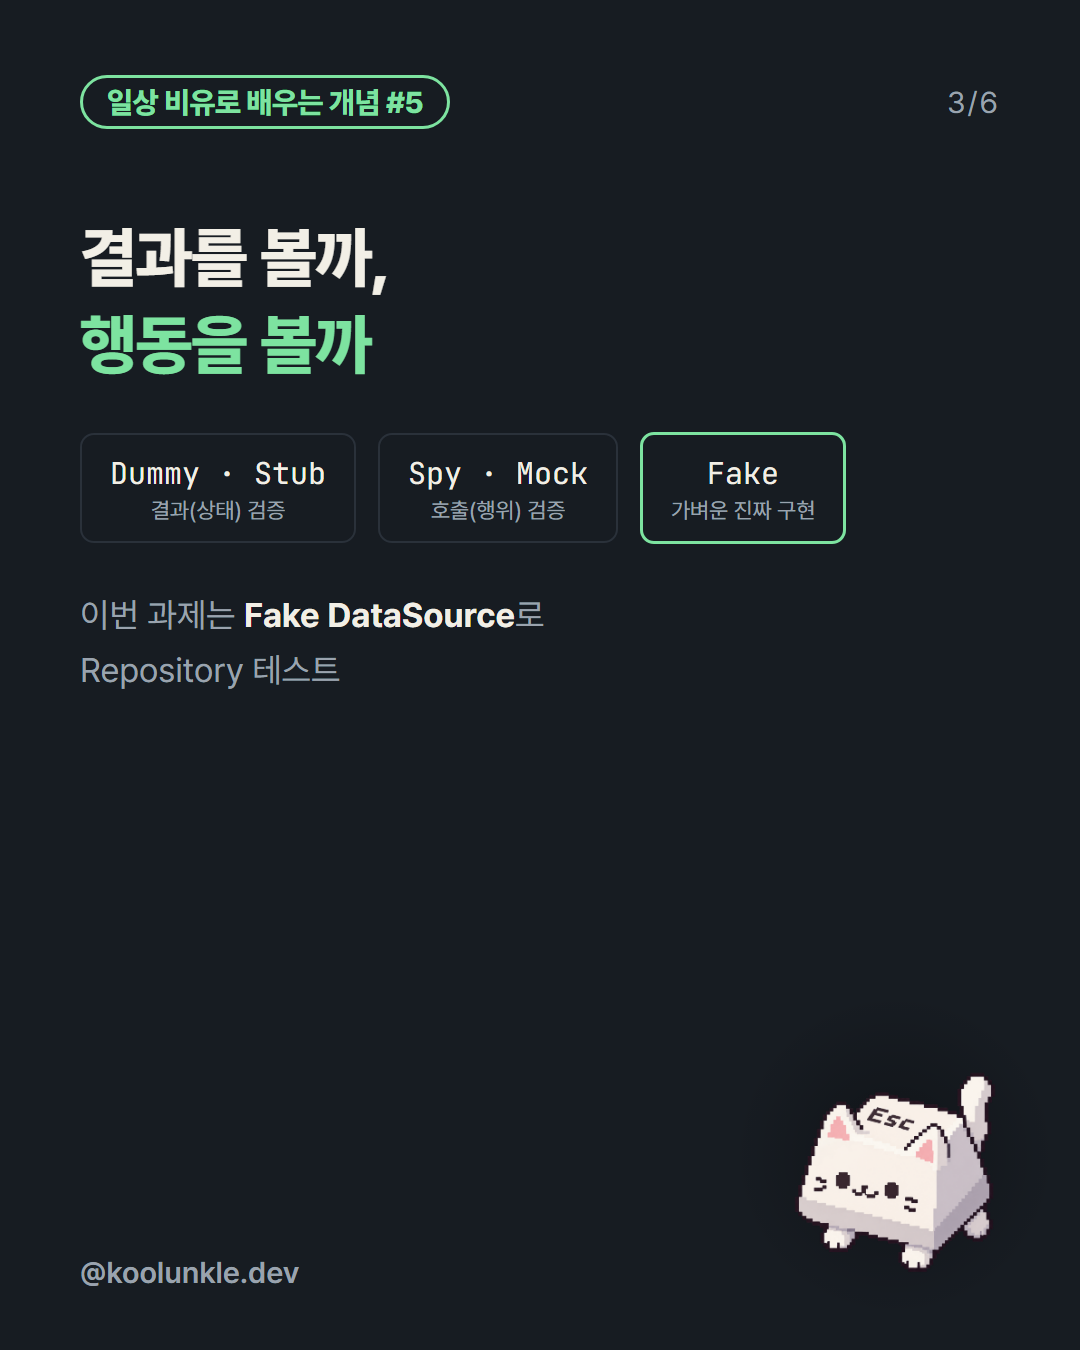 일상 비유로 배우는 개념 #5
3/6
결과를 볼까,
행동을 볼까
Dummy · Stub
결과(상태) 검증
Spy · Mock
호출(행위) 검증
Fake
가벼운 진짜 구현
이번 과제는 Fake DataSource로
Repository 테스트
Esc
@koolunkle.dev